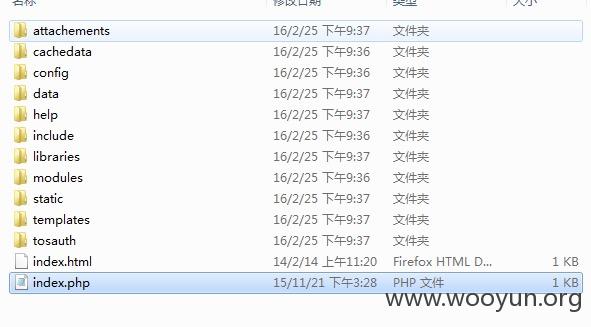 名称 修改日期 类型 大小
attachements 16/2/25 下午9:37 文件夹
cachedata 16/2/25 下午9:36 文件夹
config 16/2/25 下午9:36 文件夹
data 16/2/25 下午9:37 文件夹
help 16/2/25 下午9:37 文件夹
include 16/2/25 下午9:36 文件夹
libraries 16/2/25 下午9:37 文件夹
modules 16/2/25 下午9:36 文件夹
static 16/2/25 下午9:37 文件夹
templates 16/2/25 下午9:37 文件夹
tosauth 16/2/25 下午9:37 文件夹
index.html 14/2/14 上午11:20 Firefox HTML D... 1 KB
index.php 15/11/21 下午3:28 PHP 文件 1 KB
www.wooyun.org